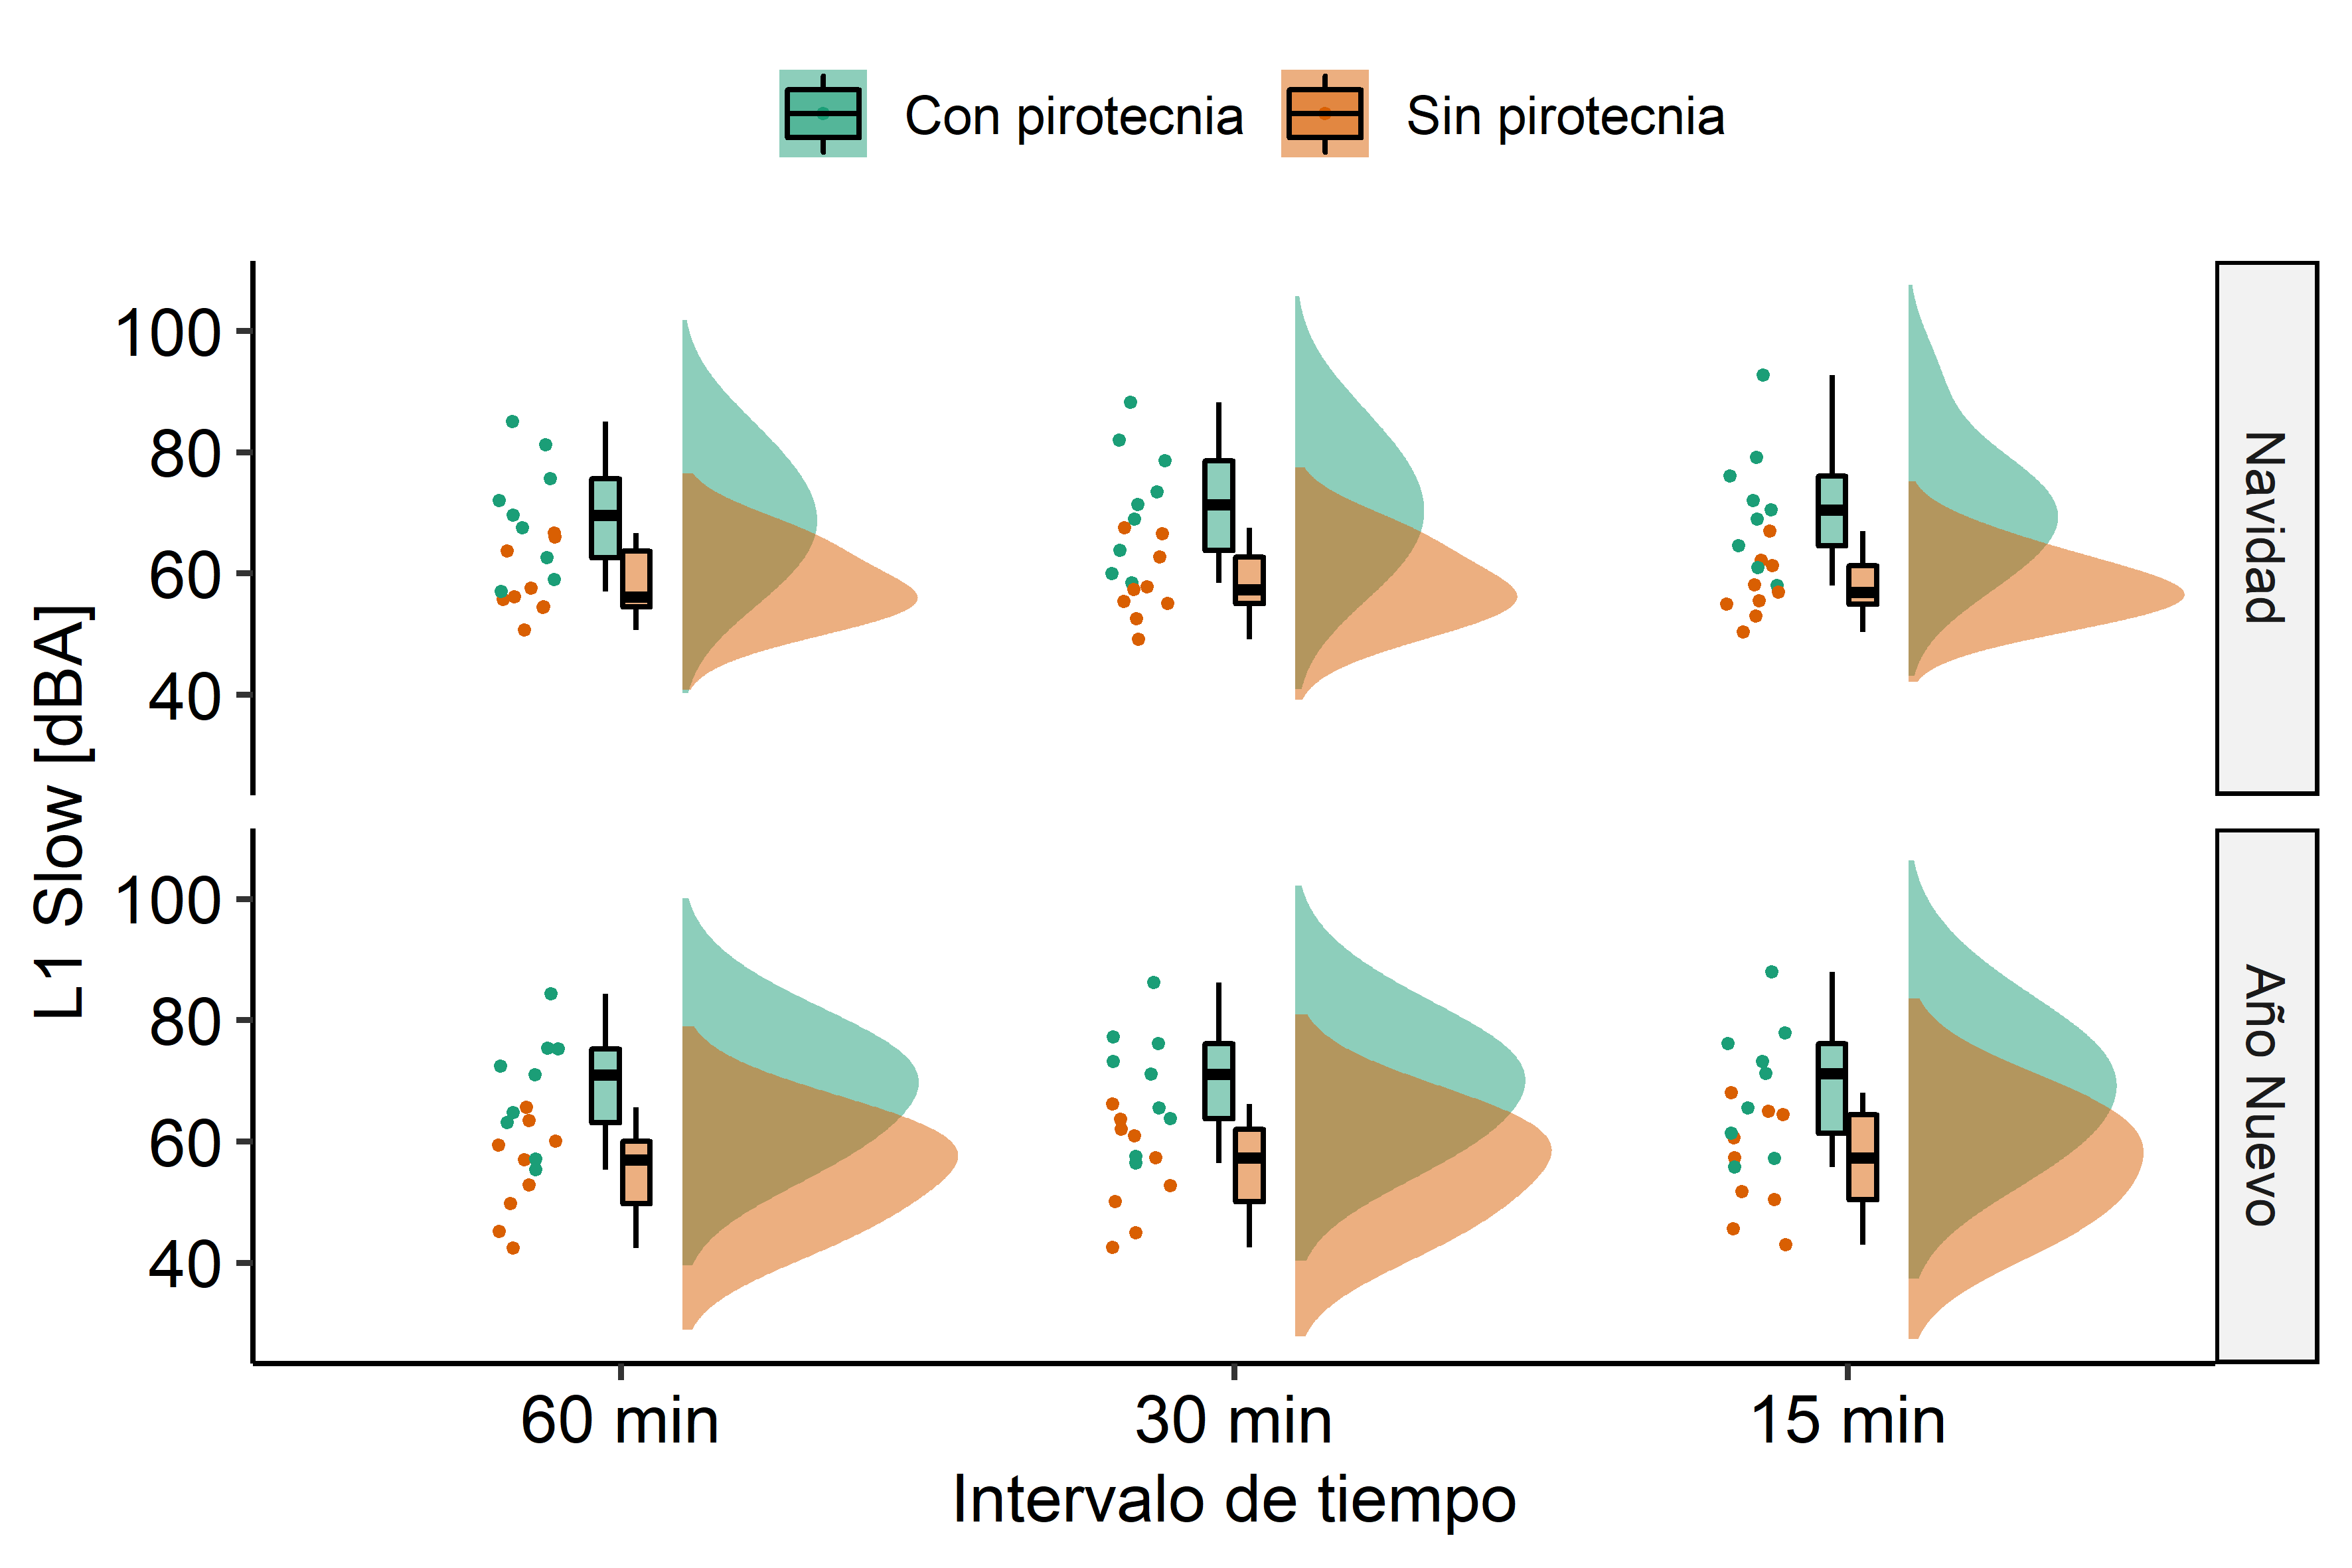 Con pirotecnia
Sin pirotecnia
L1 Slow [dBA]
100
80
60
40
Navidad
100
80
60
40
Año Nuevo
60 min
30 min
15 min
Intervalo de tiempo